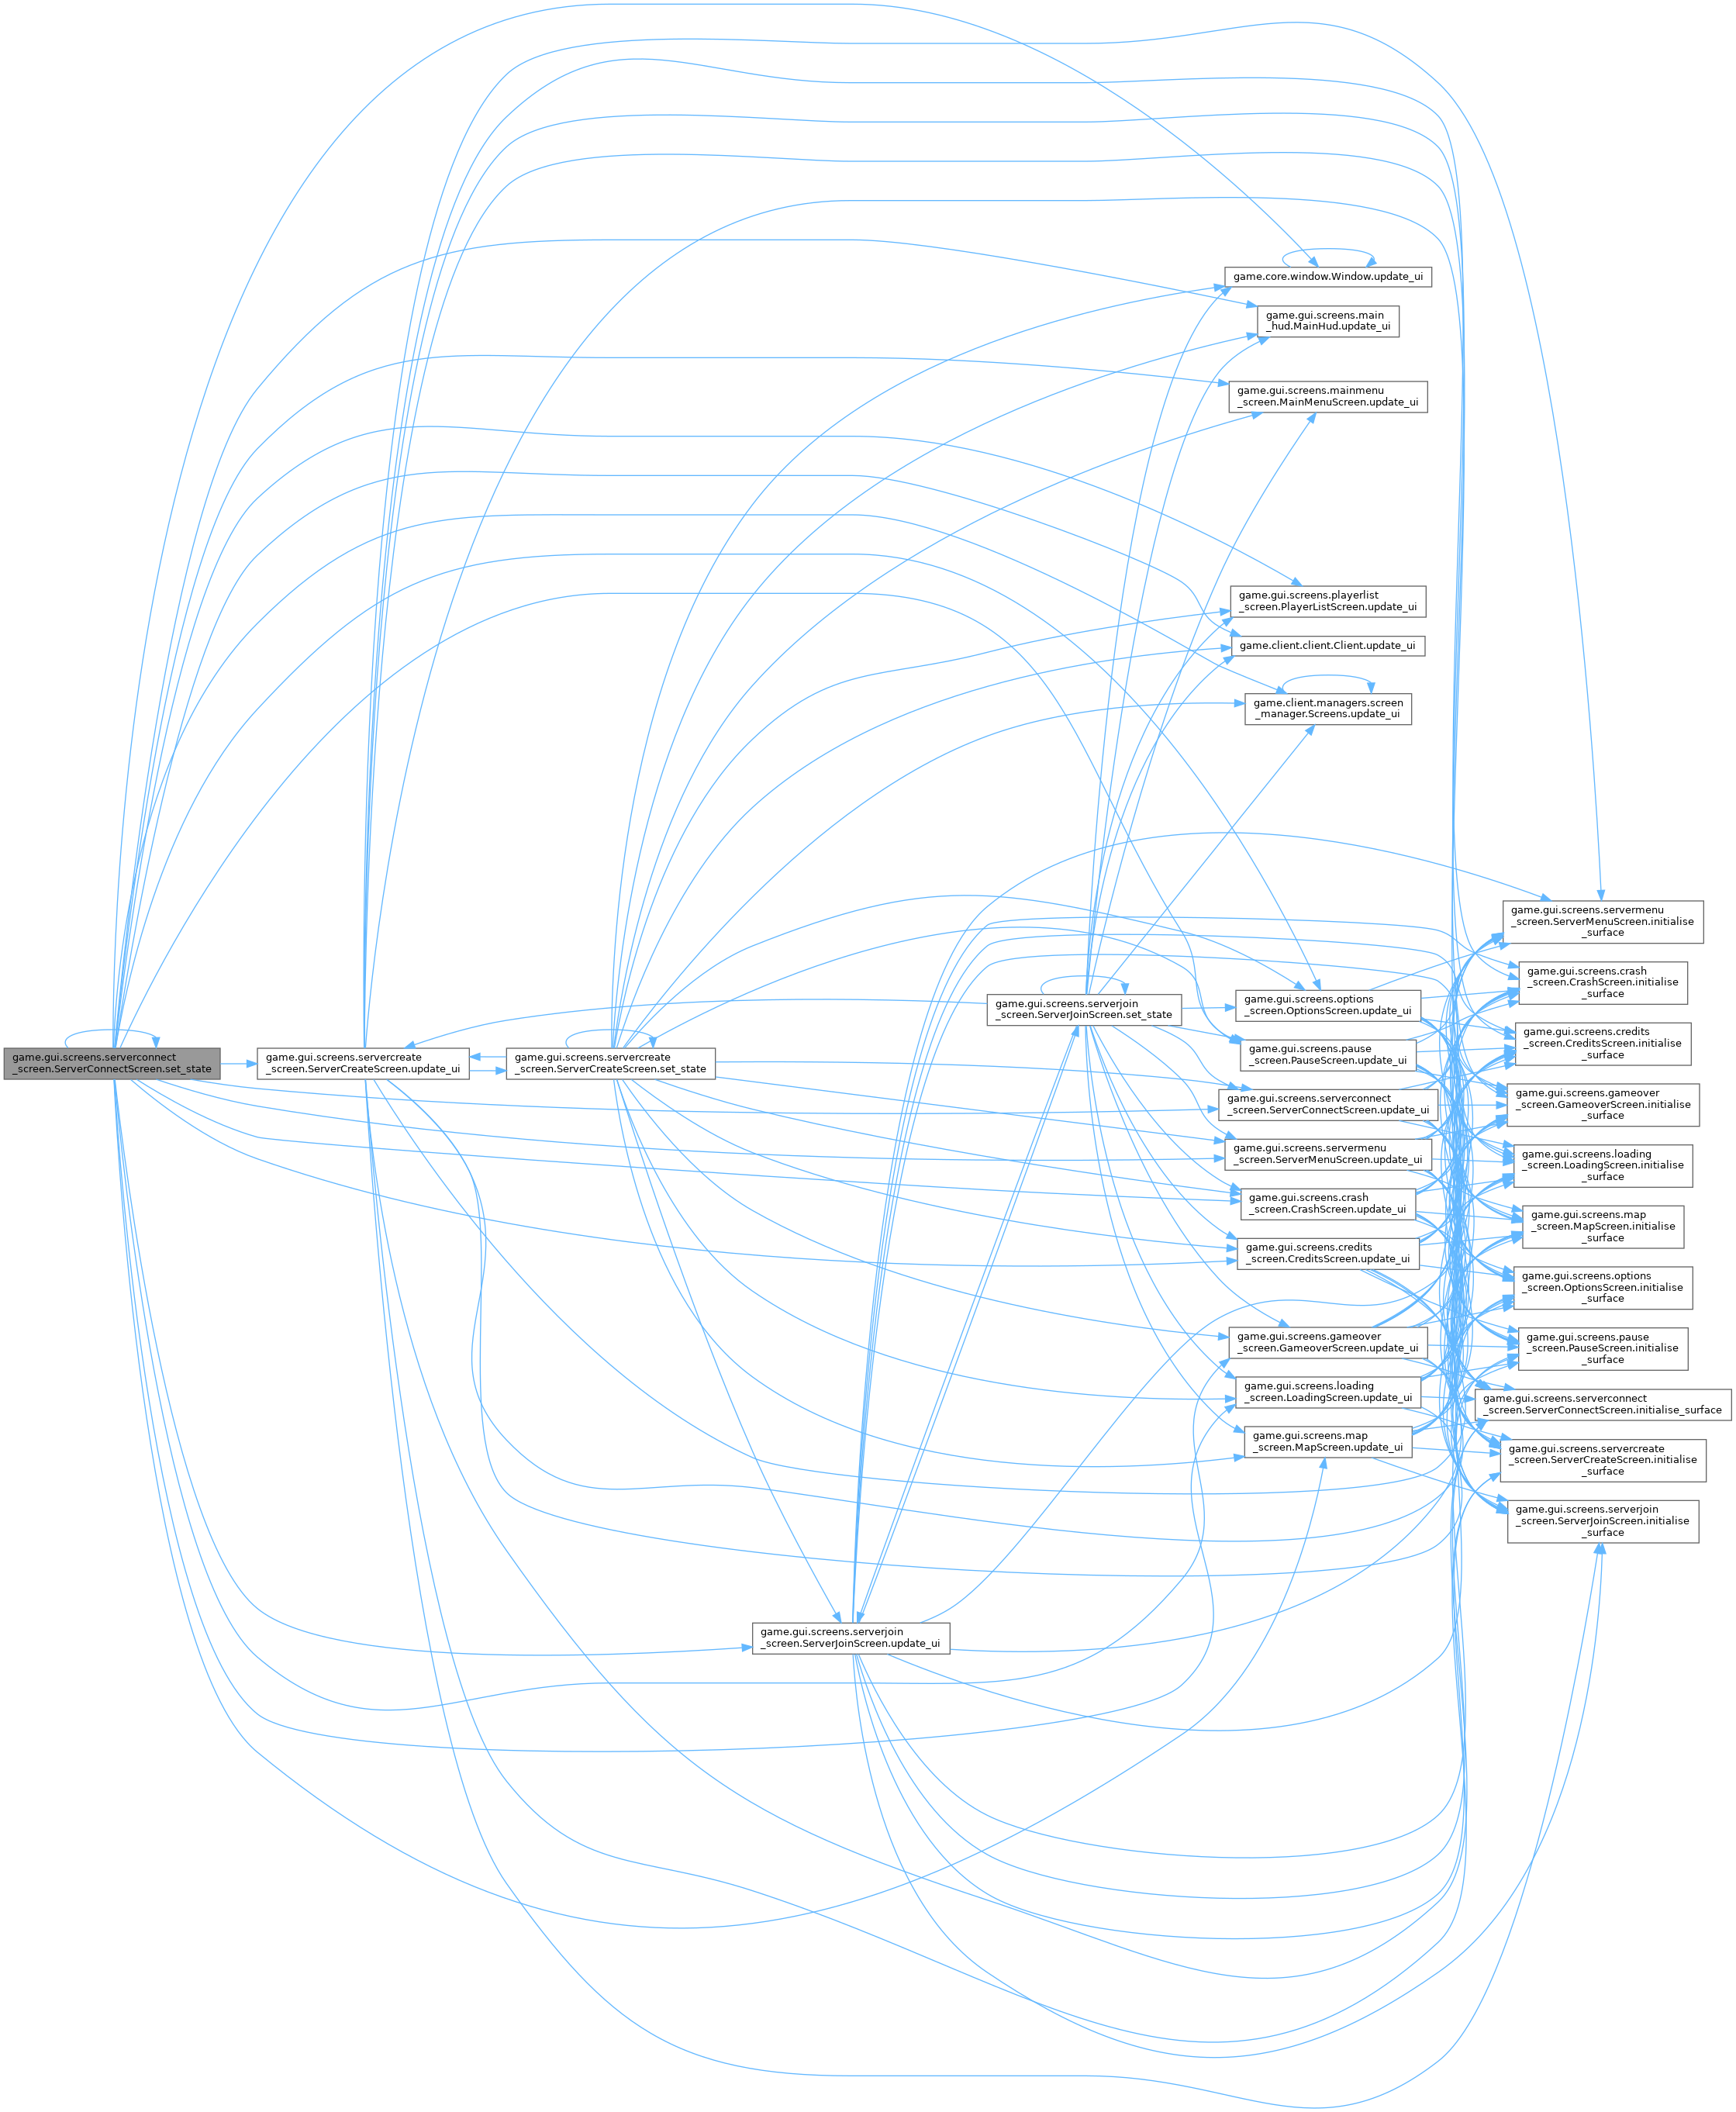 game.gui.screens.serverconnect
_screen.ServerConnectScreen.set_state
game.gui.screens.servercreate
_screen.ServerCreateScreen.update_ui
game.gui.screens.servercreate
_screen.ServerCreateScreen.set_state
game.gui.screens.serverjoin
_screen.ServerJoinScreen.update_ui
game.gui.screens.serverjoin
_screen.ServerJoinScreen.set_state
game.core.window.Window.update_ui
game.gui.screens.main
_hud.MainHud.update_ui
game.gui.screens.mainmenu
_screen.MainMenuScreen.update_ui
game.gui.screens.playerlist
_screen.PlayerListScreen.update_ui
game.client.client.Client.update_ui
game.client.managers.screen
_manager.Screens.update_ui
game.gui.screens.options
_screen.OptionsScreen.update_ui
game.gui.screens.pause
_screen.PauseScreen.update_ui
game.gui.screens.serverconnect
_screen.ServerConnectScreen.update_ui
game.gui.screens.servermenu
_screen.ServerMenuScreen.update_ui
game.gui.screens.crash
_screen.CrashScreen.update_ui
game.gui.screens.credits
_screen.CreditsScreen.update_ui
game.gui.screens.gameover
_screen.GameoverScreen.update_ui
game.gui.screens.loading
_screen.LoadingScreen.update_ui
game.gui.screens.map
_screen.MapScreen.update_ui
game.gui.screens.servermenu
_screen.ServerMenuScreen.initialise
_surface
game.gui.screens.crash
_screen.CrashScreen.initialise
_surface
game.gui.screens.credits
_screen.CreditsScreen.initialise
_surface
game.gui.screens.gameover
_screen.GameoverScreen.initialise
_surface
game.gui.screens.loading
_screen.LoadingScreen.initialise
_surface
game.gui.screens.map
_screen.MapScreen.initialise
_surface
game.gui.screens.options
_screen.OptionsScreen.initialise
_surface
game.gui.screens.pause
_screen.PauseScreen.initialise
_surface
game.gui.screens.serverconnect
_screen.ServerConnectScreen.initialise_surface
game.gui.screens.servercreate
_screen.ServerCreateScreen.initialise
_surface
game.gui.screens.serverjoin
_screen.ServerJoinScreen.initialise
_surface